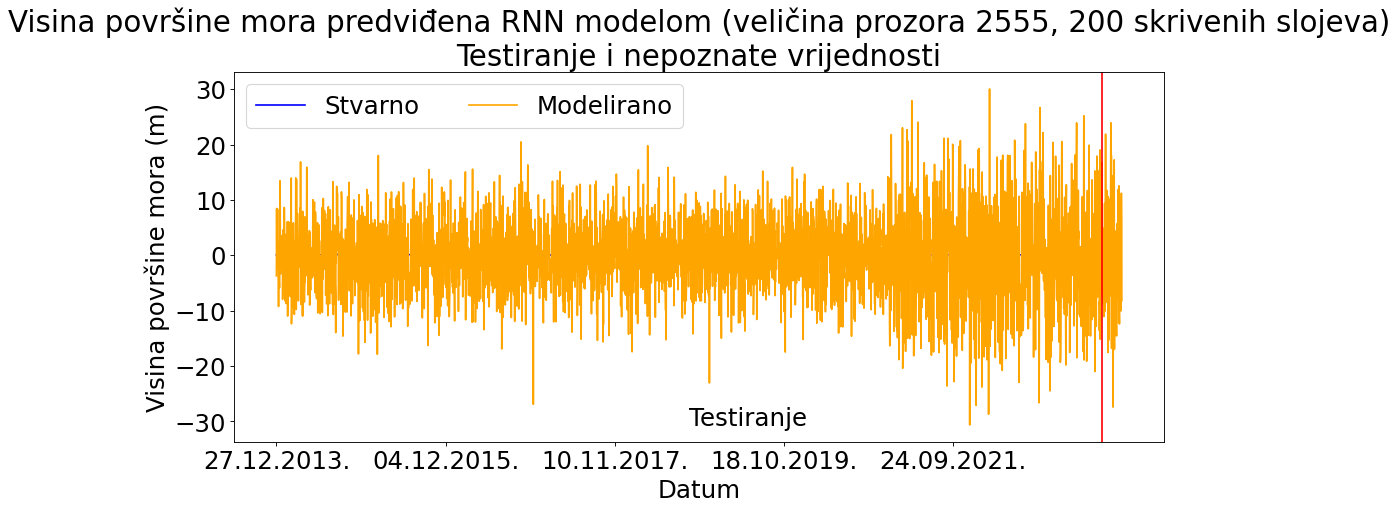 Visina površine mora predviđena RNN modelom (veličina prozora 2555, 200 skrivenih slojeva)
Testiranje i nepoznate vrijednosti
Stvarno Modelirano
Visina površine mora (m)
30
20
10
0
−10
−20
−30
Testiranje
27.12.2013. 04.12.2015. 10.11.2017. 18.10.2019. 24.09.2021.
Datum